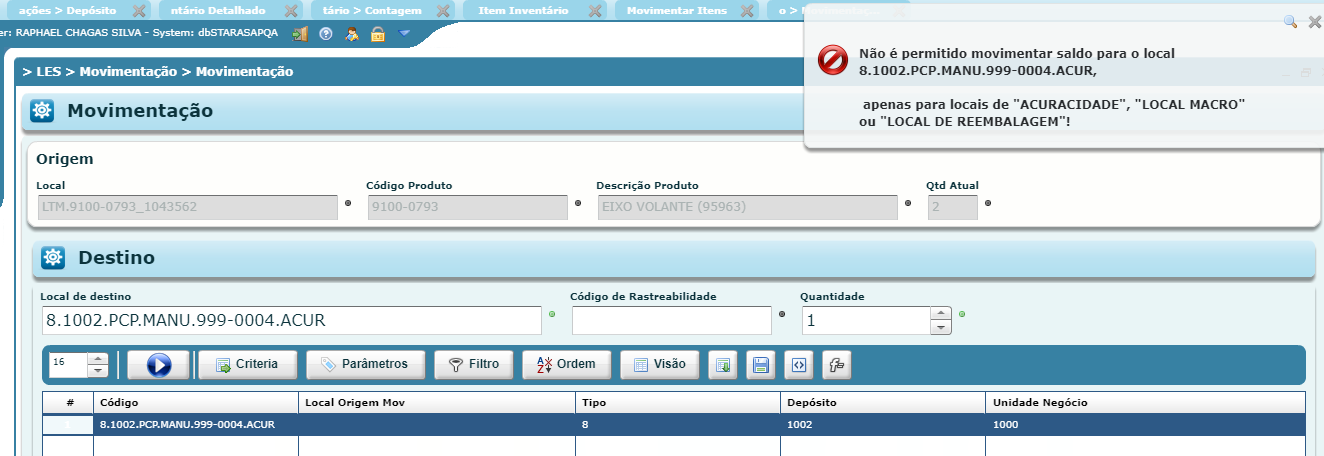 ações > Depósito
ntário Detalhado
tário > Contagem
Item Inventário
Movimentar Itens
er: RAPHAEL CHAGAS SILVA - System: dbSTARASAPQA
Não é permitido movimentar saldo para o local
8.1002.PCP.MANU.999-0004.ACUR,
apenas para locais de "ACURACIDADE", "LOCAL MACRO"
ou "LOCAL DE REEMBALAGEM"!
> LES > Movimentação > Movimentação
Movimentação
Origem
Local Código Produto Descrição Produto Qtd Atual
LTM.9100-0793_1043562 9100-0793 EIXO VOLANTE (95963) 2
Destino
Local de destino Código de Rastreabilidade Quantidade
8.1002.PCP.MANU.999-0004.ACUR 1
16 Criteria Parâmetros Filtro Ordem Visão
# Código Local Origem Mov Tipo Depósito Unidade Negócio
8.1002.PCP.MANU.999-0004.ACUR 8 1002 1000